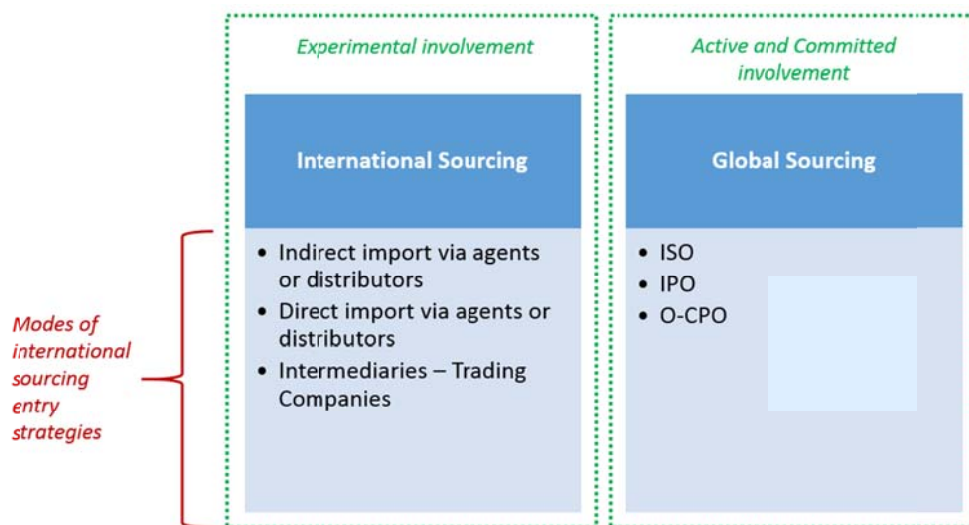 Experimental involvement
Active and Committed
involvement
International Sourcing
Global Sourcing
• Indirect import via agents
or distributors
• Direct import via agents or
distributors
• Intermediaries – Trading
Companies
• ISO
• IPO
• O-CPO
Modes of
international
sourcing
entry
strategies